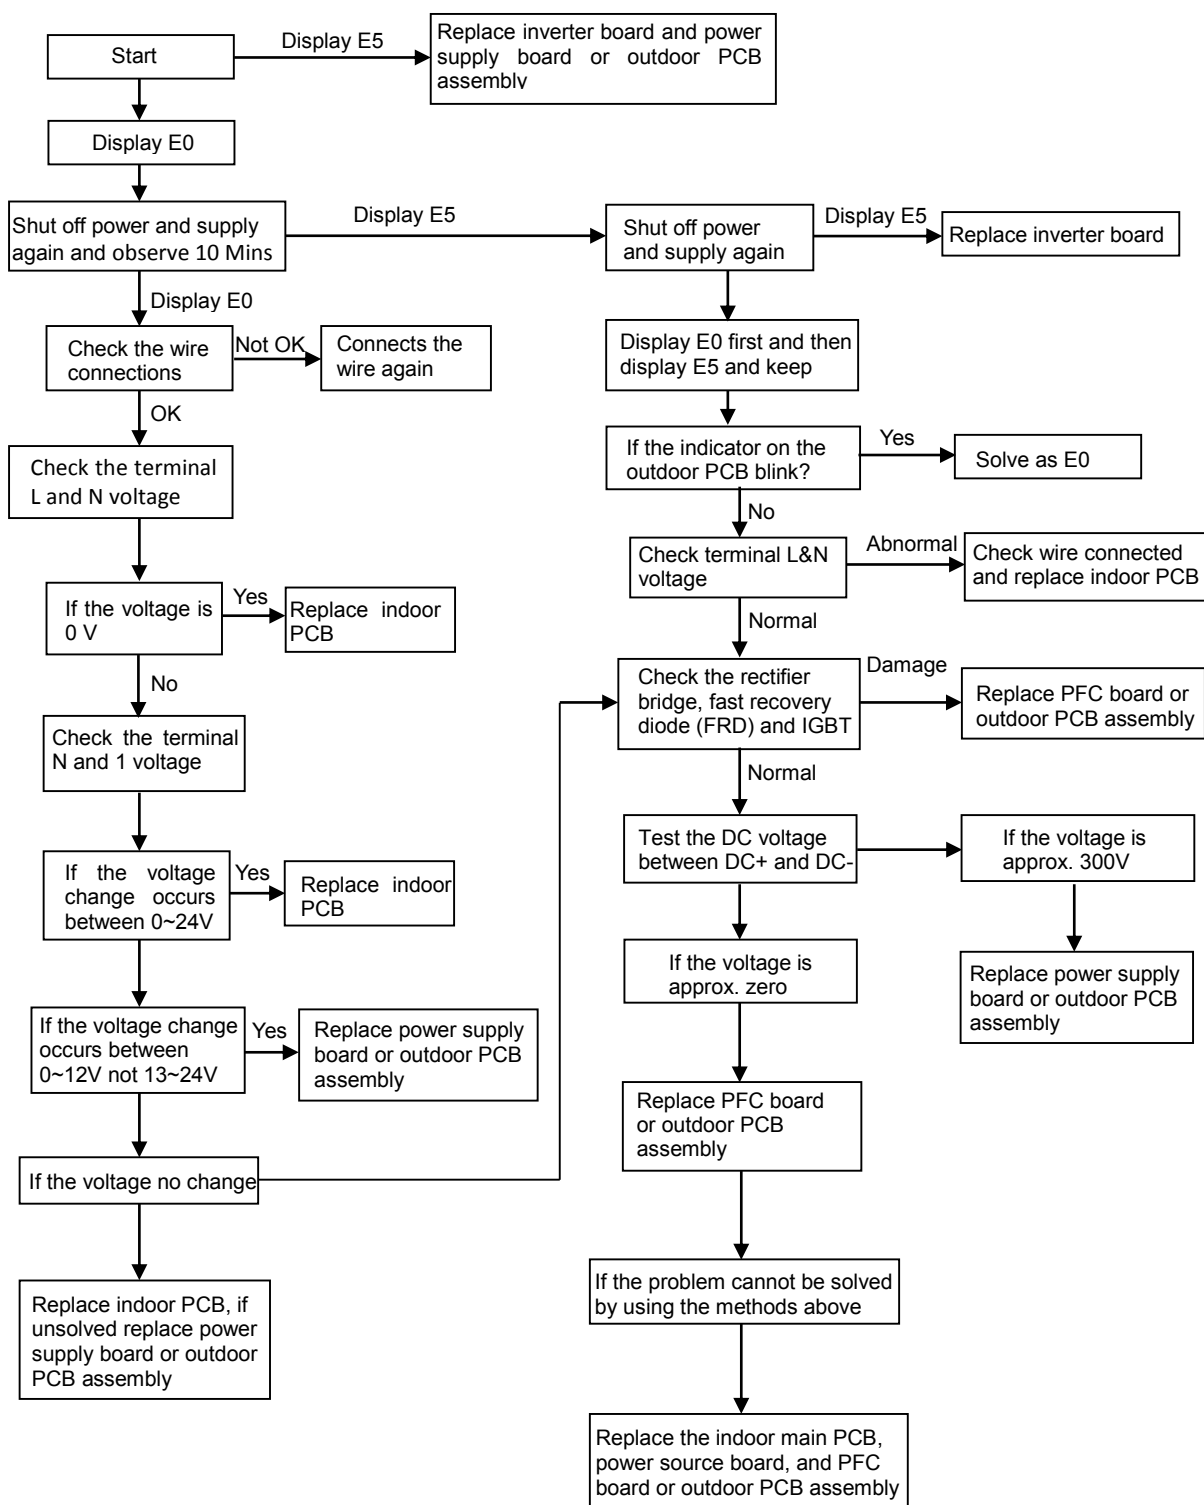 Start
Display E5
Replace inverter board and power
supply board or outdoor PCB
assembly
Display E0
Shut off power and supply
again and observe 10 Mins
Display E5
Shut off power
and supply again
Display E5
Replace inverter board
Display E0
Check the wire
connections
Not OK
Connects the
wire again
OK
Check the terminal
L and N voltage
If the voltage is
0 V
Yes
Replace indoor
PCB
No
Check the terminal
N and 1 voltage
If the voltage
change occurs
between 0~24V
Yes
Replace indoor
PCB
If the voltage change
occurs between
0~12V not 13~24V
Yes
Replace power supply
board or outdoor PCB
assembly
If the voltage no change
Replace indoor PCB, if
unsolved replace power
supply board or outdoor
PCB assembly
Display E0 first and then
display E5 and keep
If the indicator on the
outdoor PCB blink?
Yes
Solve as E0
No
Check terminal L&N
voltage
Abnormal
Check wire connected
and replace indoor PCB
Normal
Check the rectifier
bridge, fast recovery
diode (FRD) and IGBT
Damage
Replace PFC board or
outdoor PCB assembly
Normal
Test the DC voltage
between DC+ and DC-
If the voltage is
approx. 300V
Replace power supply
board or outdoor PCB
assembly
If the voltage is
approx. zero
Replace PFC board
or outdoor PCB
assembly
If the problem cannot be solved
by using the methods above
Replace the indoor main PCB,
power source board, and PFC
board or outdoor PCB assembly